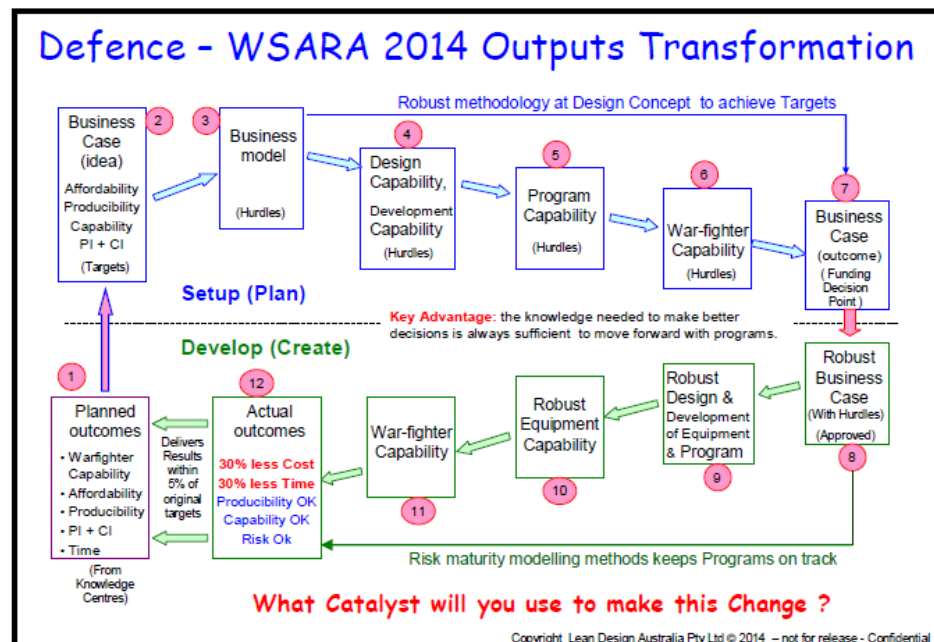 Defence – WSARA 2014 Outputs Transformation
Robust methodology at Design Concept to achieve Targets
2
Business
Case
(idea)
Affordability
Producibility
Capability
PI + CI
(Targets)
3
Business
model
(Hurdles)
4
Design
Capability,
Development
Capability
(Hurdles)
5
Program
Capability
(Hurdles)
6
War-fighter
Capability
(Hurdles)
7
Business
Case
(outcome)
( Funding
Decision
Point )
Setup (Plan)
Key Advantage: the knowledge needed to make better
decisions is always sufficient to move forward with programs.
Develop (Create)
1
Planned
outcomes
• Warfighter
Capability
• Affordability
• Producibility
• PI + CI
• Time
(From
Knowledge
Centres)
Delivers
Results
within
5% of
original
targets
12
Actual
outcomes
30% less Cost
30% less Time
Producibility OK
Capability OK
Risk Ok
War-fighter
Capability
11
Robust
Equipment
Capability
10
Robust
Design &
Development
of Equipment
& Program
9
Robust
Business
Case
(With Hurdles)
(Approved)
8
Risk maturity modelling methods keeps Programs on track
What Catalyst will you use to make this Change ?
Copyright Lean Design Australia Pty Ltd © 2014 – not for release - Confidential